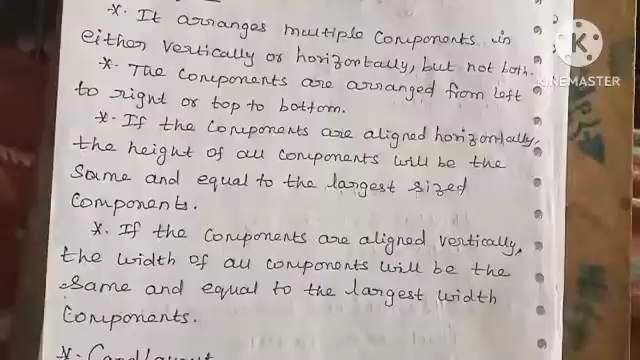 *. It arranges multiple components in
either vertically or horizontally, but not both.
*. The components are arranged from left
to right or top to bottom.
*. If the components are aligned horizontally,
the height of all components will be the
same and equal to the largest sized
components.
*. If the components are aligned vertically,
the width of all components will be the
same and equal to the largest width
components.
*. CardLayout
KINEMASTER